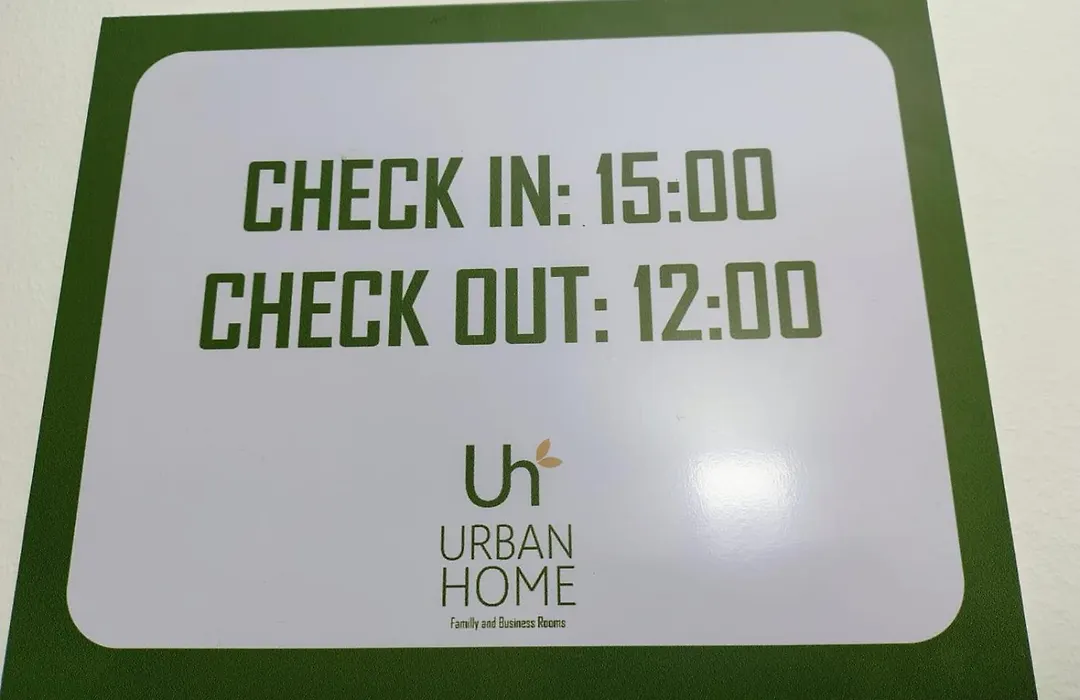 CHECK IN: 15:00
CHECK OUT: 12:00
Uh
URBAN
HOME
Familly and Business Rooms